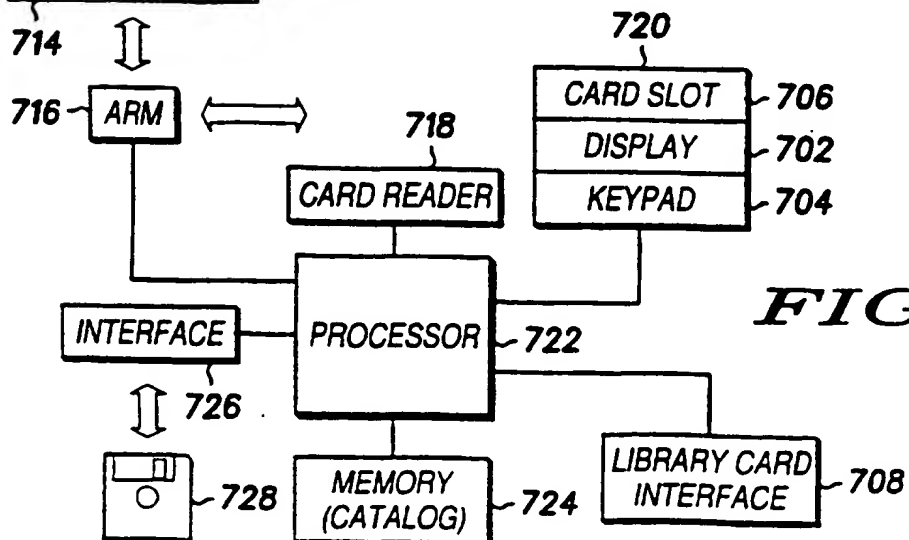 714
720
716 ARM
CARD SLOT 706
718
DISPLAY 702
CARD READER
KEYPAD 704
FIG
INTERFACE
PROCESSOR 722
726
728
MEMORY
(CATALOG) 724
LIBRARY CARD
INTERFACE 708